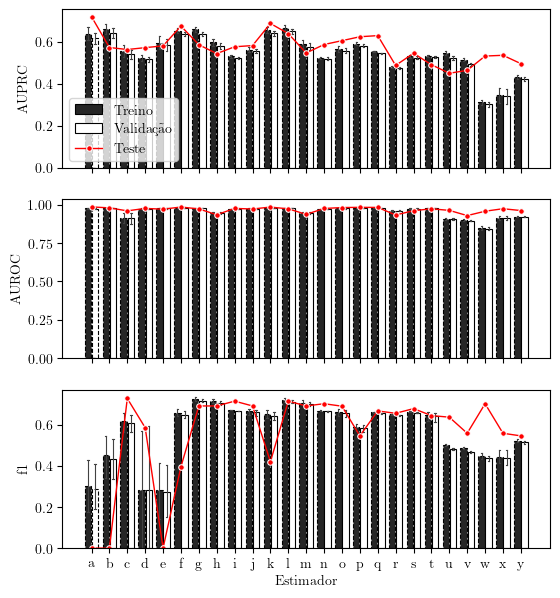 AUPRC
0.6
0.4
0.2
0.0
Treino
Validação
Teste
AUROC
1.00
0.75
0.50
0.25
0.00
f1
0.6
0.4
0.2
0.0
a b c d e f g h i j k l m n o p q r s t u v w x y
Estimador